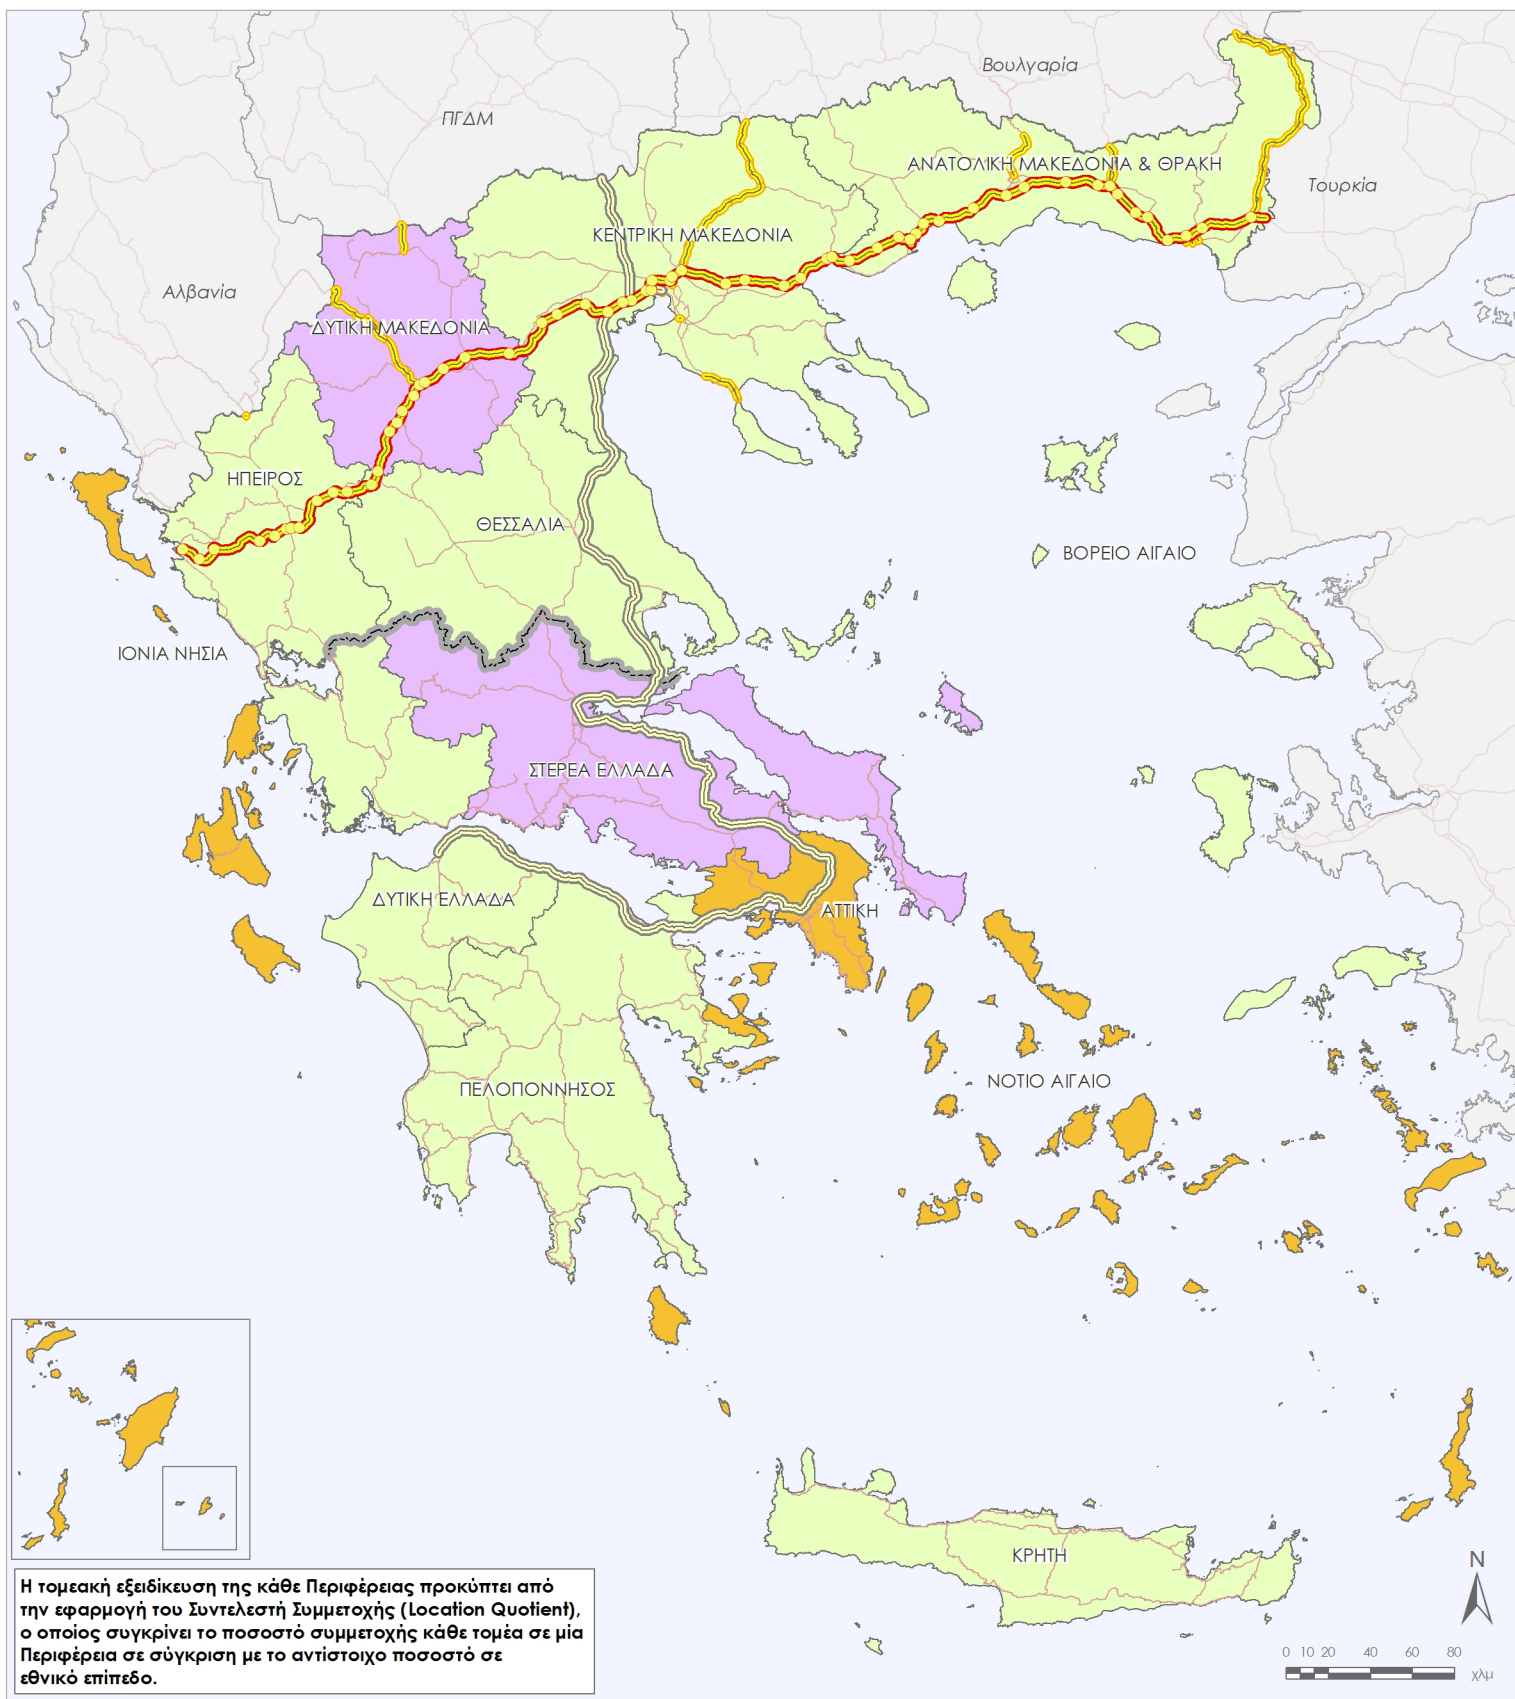 Βουλγαρία
ΠΓΔΜ
ΑΝΑΤΟΛΙΚΗ ΜΑΚΕΔΟΝΙΑ & ΘΡΑΚΗ
Τουρκία
ΚΕΝΤΡΙΚΗ ΜΑΚΕΔΟΝΙΑ
Αλβανία
ΔΥΤΙΚΗ ΜΑΚΕΔΟΝΙΑ
ΗΠΕΙΡΟΣ
ΘΕΣΣΑΛΙΑ
ΒΟΡΕΙΟ ΑΙΓΑΙΟ
ΙΟΝΙΑ ΝΗΣΙΑ
ΣΤΕΡΕΑ ΕΛΛΑΔΑ
ΔΥΤΙΚΗ ΕΛΛΑΔΑ
ΑΤΤΙΚΗ
ΝΟΤΙΟ ΑΙΓΑΙΟ
ΠΕΛΟΠΟΝΝΗΣΟΣ
ΚΡΗΤΗ
Η τομεακή εξειδίκευση της κάθε Περιφέρειας προκύπτει από
την εφαρμογή του Συντελεστή Συμμετοχής (Location Quotient),
ο οποίος συγκρίνει το ποσοστό συμμετοχής κάθε τομέα σε μία
Περιφέρεια σε σύγκριση με το αντίστοιχο ποσοστό σε
εθνικό επίπεδο.
N
0 10 20 40 60 80
χλμ